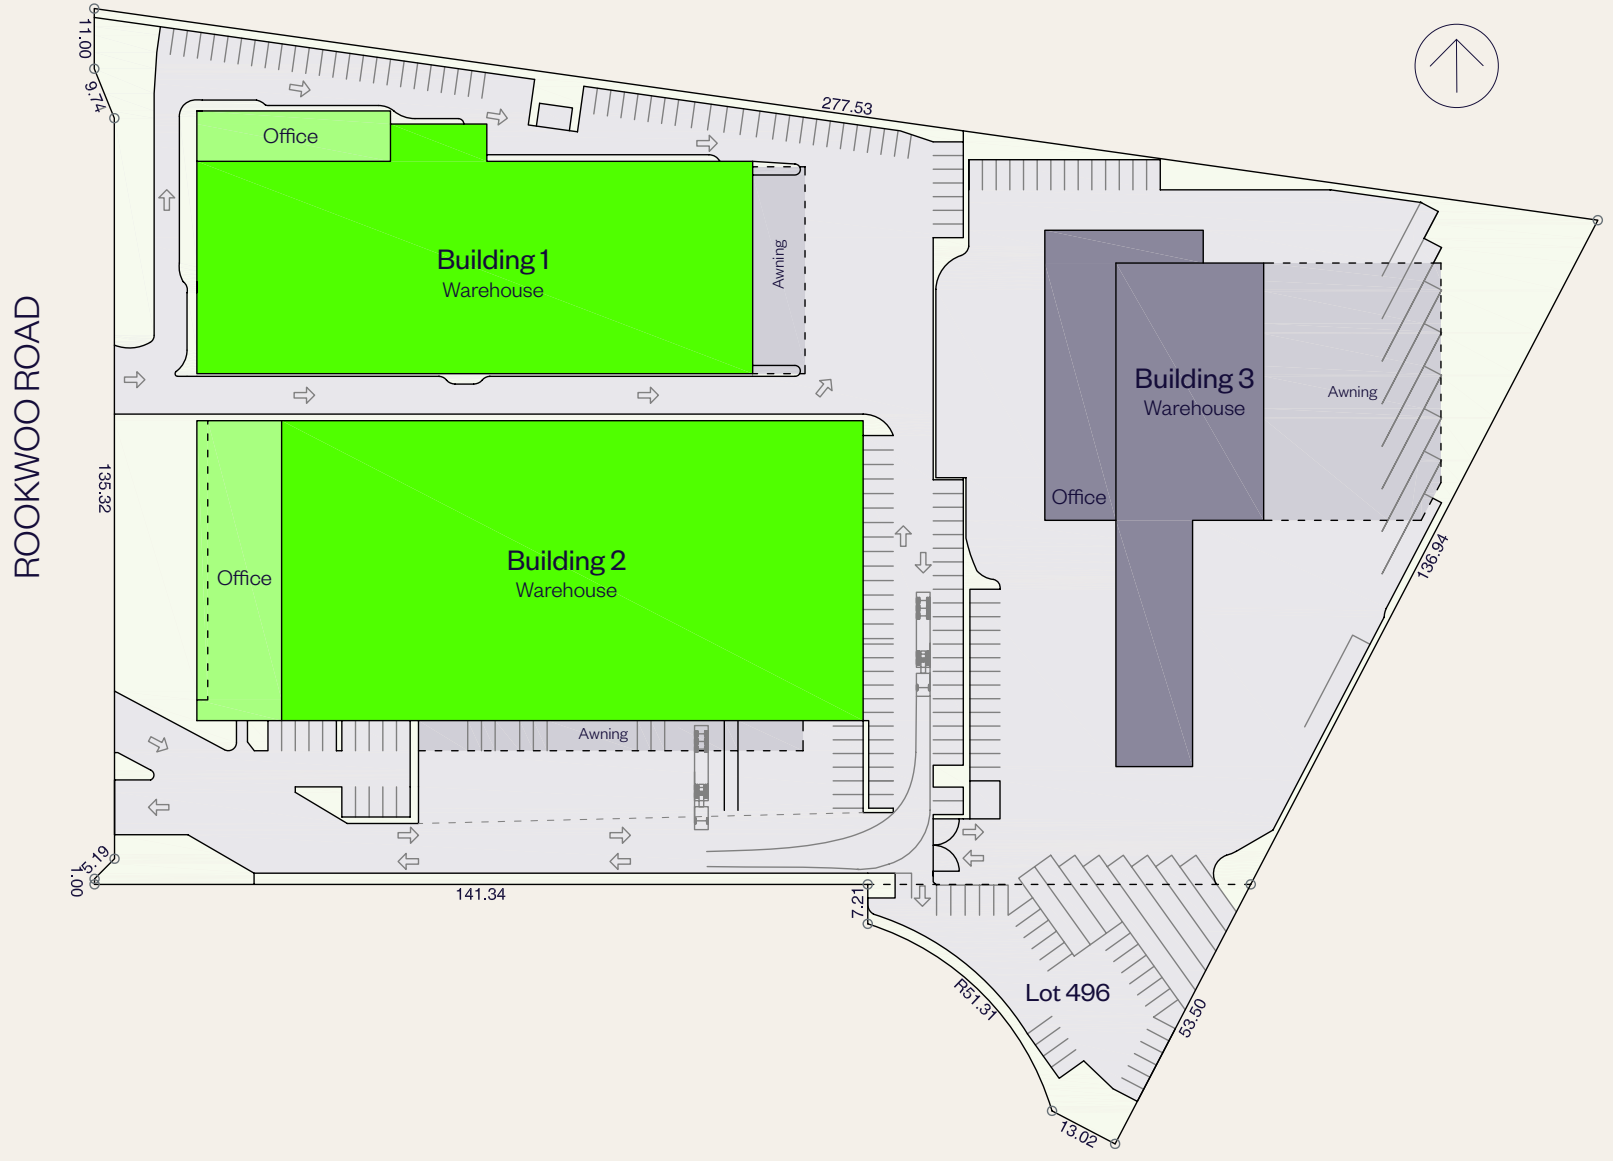 11.00
9.74
277.53
Office
Building 1
Warehouse
Awning
ROOKWOO ROAD
Building 3
Warehouse
Awning
Office
135.32
Building 2
Warehouse
Office
136.94
Awning
5.19
1.00
141.34
7.21
Lot 496
R51.31
53.50
13.02